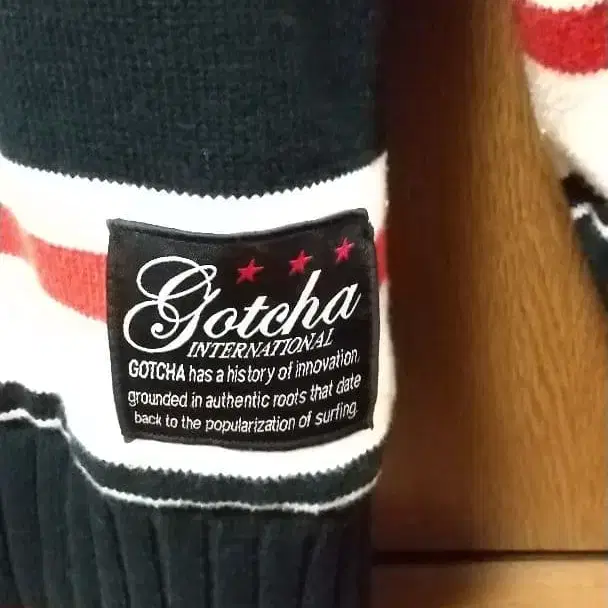 Gotcha
INTERNATIONAL
GOTCHA has a history of innovation,
grounded in authentic roots that date
back to the popularization of surfing.